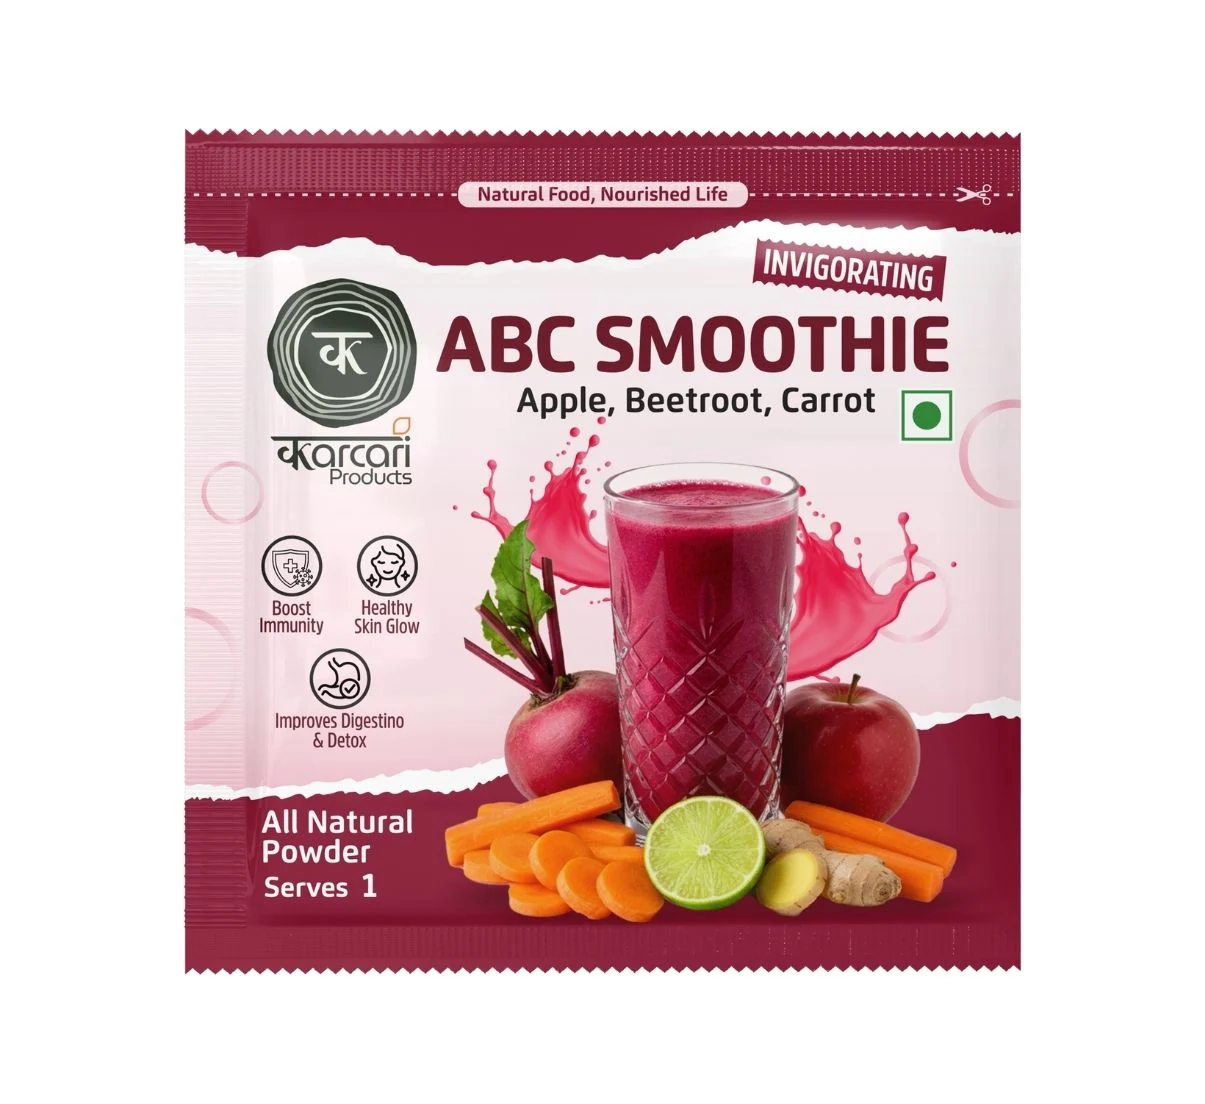 Natural Food, Nourished Life
INVIGORATING
ABC SMOOTHIE
Apple, Beetroot, Carrot
क
कarcari
Products
Boost
Immunity
Healthy
Skin Glow
Improves Digestino
& Detox
All Natural
Powder
Serves 1